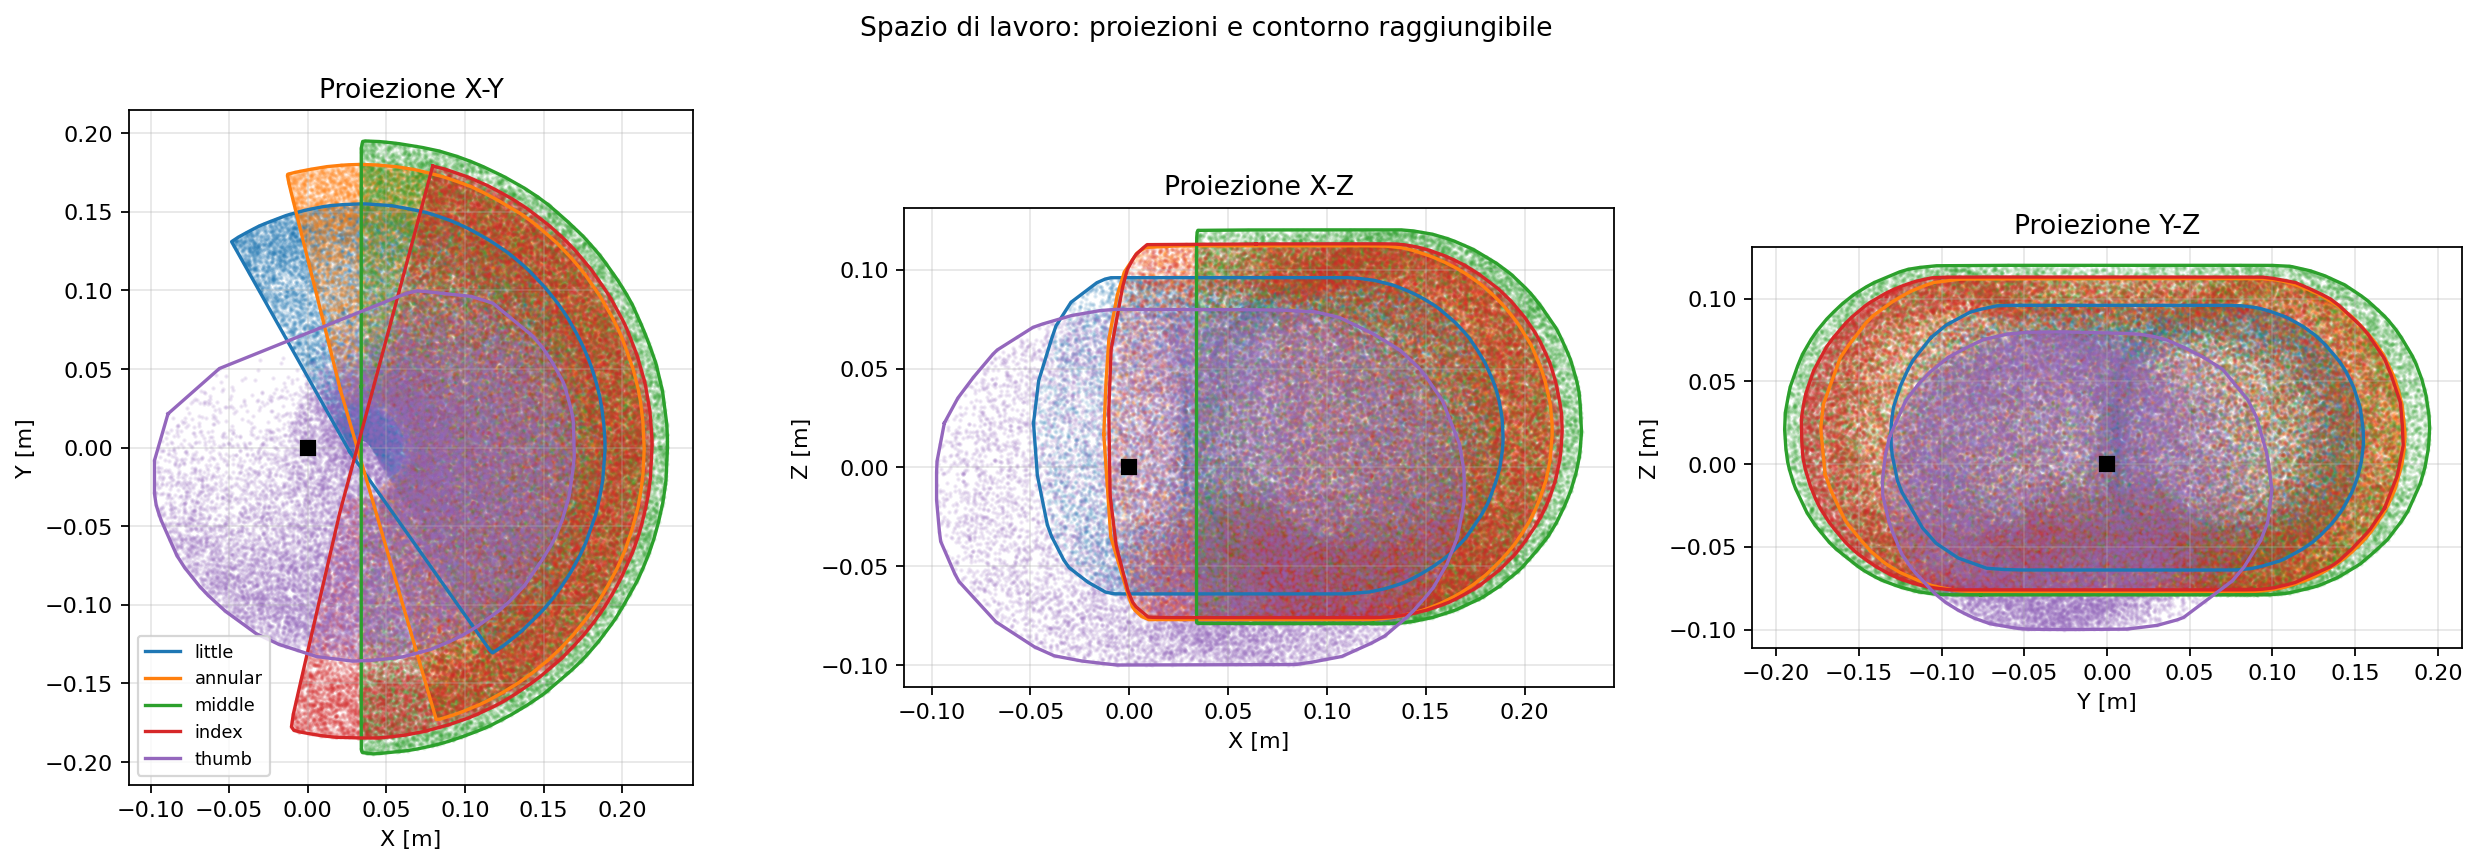 Spazio di lavoro: proiezioni e contorno raggiungibile
Proiezione X-Y
0.20
0.15
0.10
0.05
0.00
−0.05
−0.10
−0.15
−0.20
Y [m]
little
annular
middle
index
thumb
−0.10 −0.05 0.00 0.05 0.10 0.15 0.20
X [m]
Proiezione X-Z
0.10
0.05
0.00
−0.05
−0.10
Z [m]
−0.10 −0.05 0.00 0.05 0.10 0.15 0.20
X [m]
Proiezione Y-Z
0.10
0.05
0.00
−0.05
−0.10
Z [m]
−0.20 −0.15 −0.10 −0.05 0.00 0.05 0.10 0.15 0.20
Y [m]